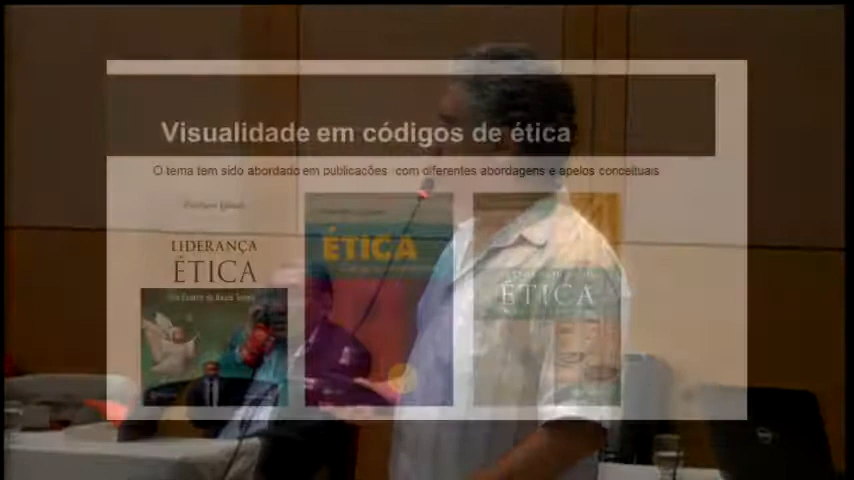 Visualidade em códigos de ética
O tema tem sido abordado em publicações com diferentes abordagens e apelos conceituais
LIDERANÇA
ÉTICA
ÉTICA
ÉTICA